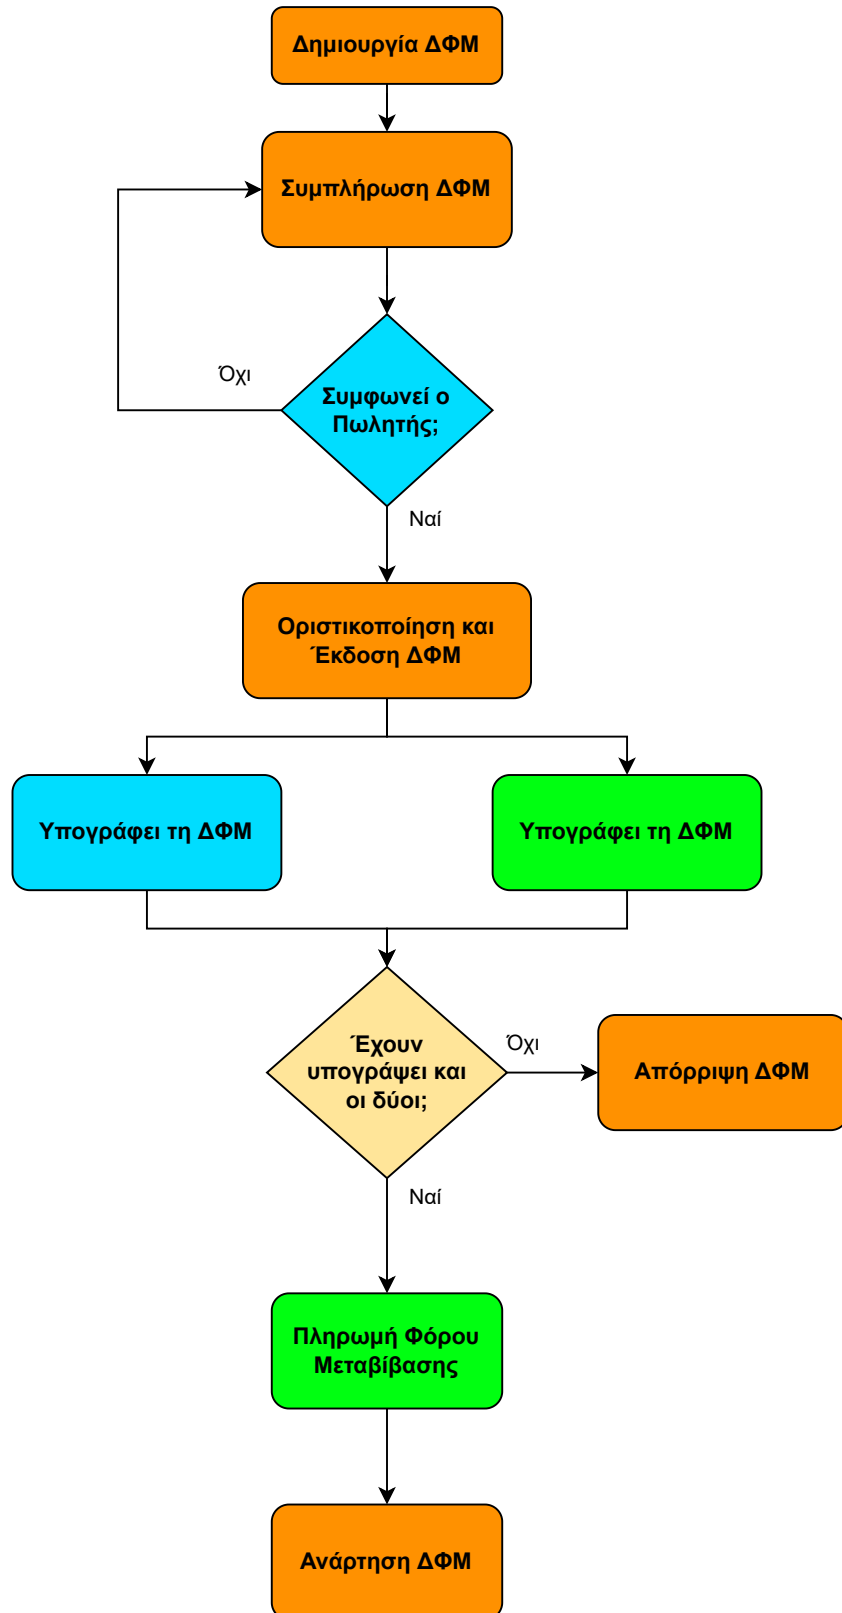 Δημιουργία ΔΦΜ
Συμπλήρωση ΔΦΜ
Όχι
Συμφωνεί ο
Πωλητής;
Ναί
Οριστικοποίηση και
Έκδοση ΔΦΜ
Υπογράφει τη ΔΦΜ
Υπογράφει τη ΔΦΜ
Έχουν
υπογράψει και
οι δύοι;
Όχι
Απόρριψη ΔΦΜ
Ναί
Πληρωμή Φόρου
Μεταβίβασης
Ανάρτηση ΔΦΜ